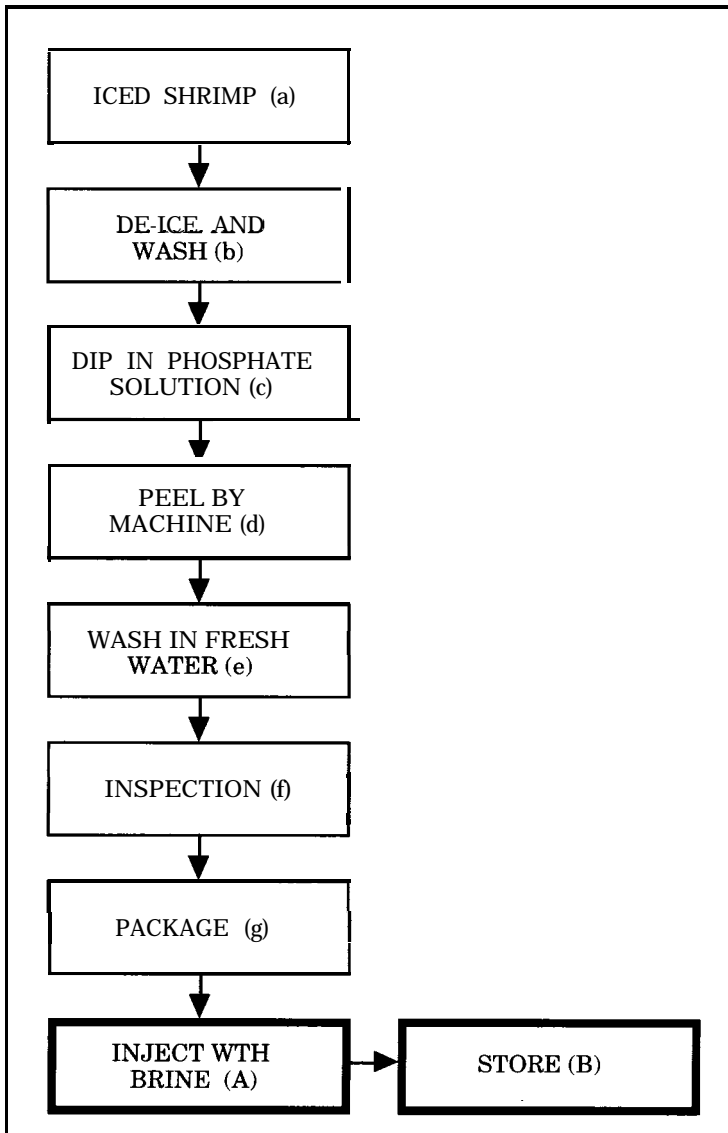 ICED SHRIMP (a)
DE-ICE AND
WASH (b)
DIP IN PHOSPHATE
SOLUTION (c)
PEEL BY
MACHINE (d)
WASH IN FRESH
WATER (e)
INSPECTION (f)
PACKAGE (g)
INJECT WTH
BRINE (A)
STORE (B)